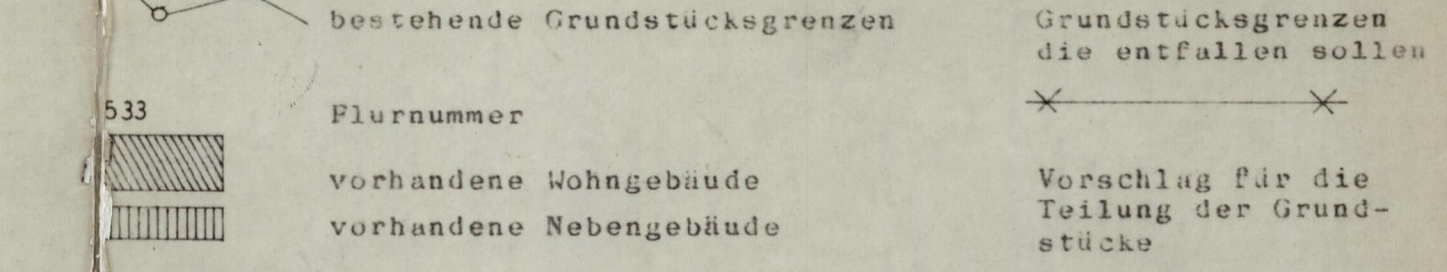 bestehende Grundstücksgrenzen
533
Flurnummer
vorhandene Wohngebäude
vorhandene Nebengebäude
Grundstücksgrenzen
die entfallen sollen
Vorschlag für die
Teilung der Grund-
stücke